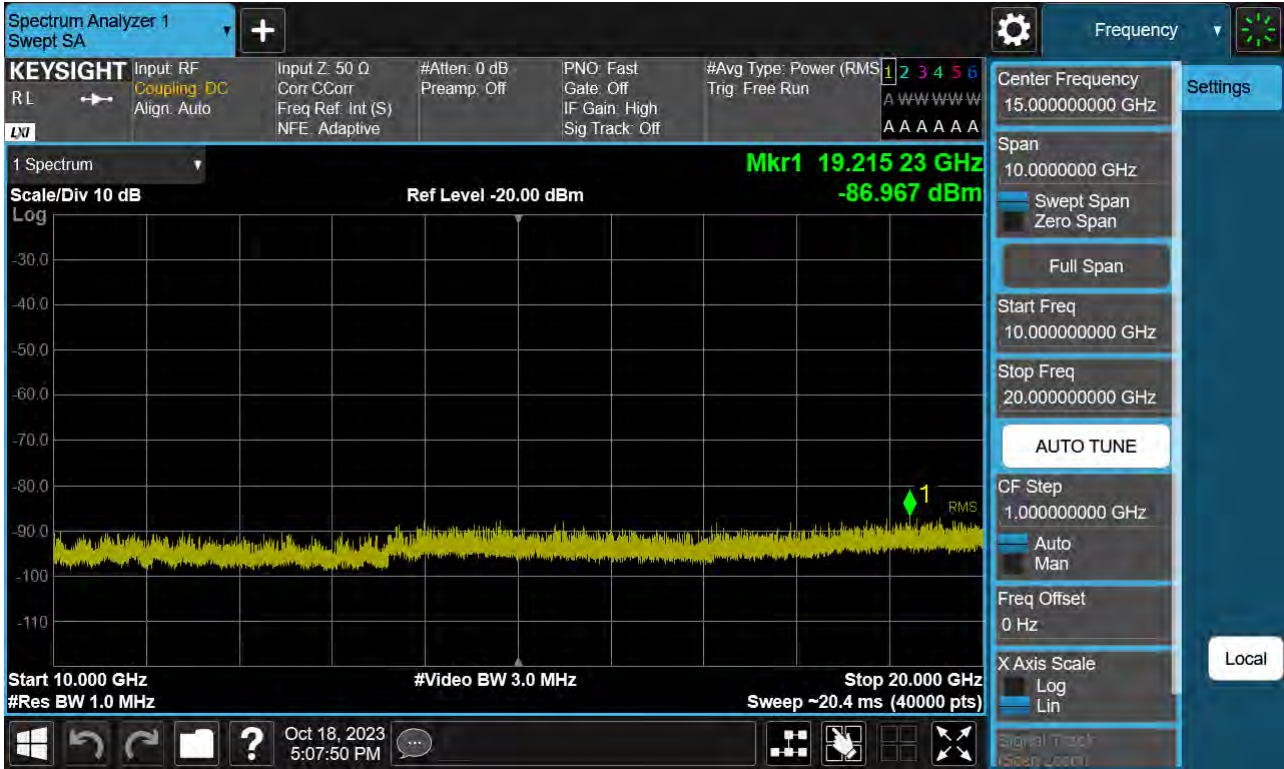 Spectrum Analyzer 1
Swept SA
Frequency
KEYSIGHT
R L
LXI
Input: RF
Coupling: DC
Align: Auto
Input Z: 50 Ω
Corr CCorr
Freq Ref: Int (S)
NFE: Adaptive
#Atten: 0 dB
Preamp: Off
PNO: Fast
Gate: Off
IF Gain: High
Sig Track: Off
#Avg Type: Power (RMS
Trig: Free Run
1 2 3 4 5 6
A W W W W W
A A A A A A
1 Spectrum
Scale/Div 10 dB
Ref Level -20.00 dBm
Mkr1 19.215 23 GHz
-86.967 dBm
Log
-30.0
-40.0
-50.0
-60.0
-70.0
-80.0
-90.0
-100
-110
1
RMS
Start 10.000 GHz
#Res BW 1.0 MHz
#Video BW 3.0 MHz
Stop 20.000 GHz
Sweep ~20.4 ms (40000 pts)
Center Frequency
15.000000000 GHz
Span
10.0000000 GHz
Swept Span
Zero Span
Full Span
Start Freq
10.000000000 GHz
Stop Freq
20.000000000 GHz
AUTO TUNE
CF Step
1.000000000 GHz
Auto
Man
Freq Offset
0 Hz
X Axis Scale
Log
Lin
Signal Track
(Span Zoom)
Settings
Local
Oct 18, 2023
5:07:50 PM